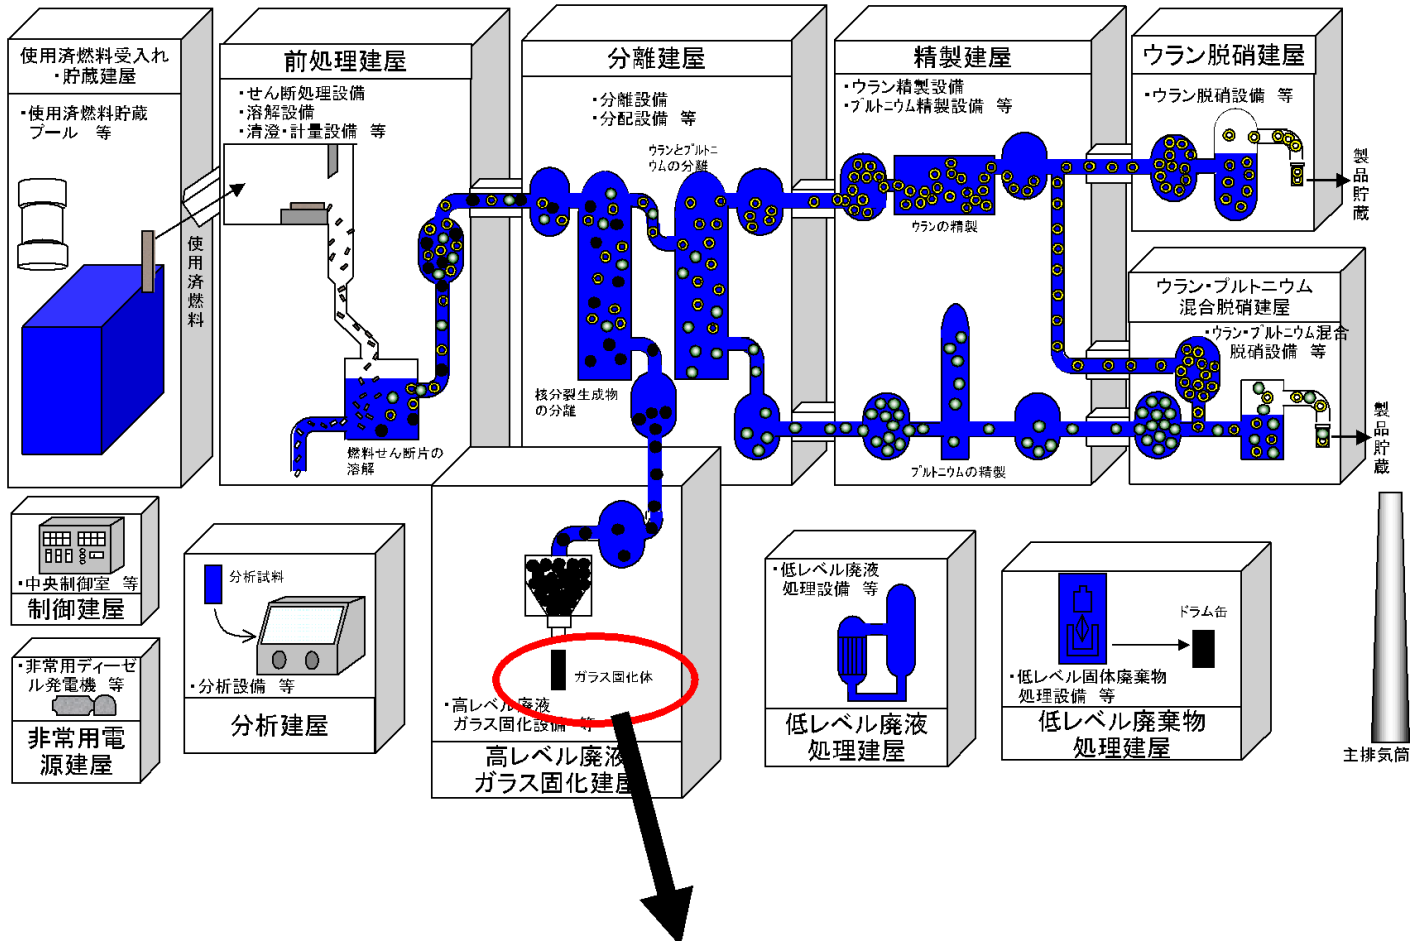 使用済燃料受入れ
・貯蔵建屋
・使用済燃料貯蔵
プール 等
使用済燃料
前処理建屋
・せん断処理設備
・溶解設備
・清澄・計量設備 等
燃料せん断片の
溶解
分離建屋
・分離設備
・分配設備 等
ウランとプルトニ
ウムの分離
核分裂生成物
の分離
精製建屋
・ウラン精製設備
・プルトニウム精製設備 等
ウランの精製
プルトニウムの精製
ウラン脱硝建屋
・ウラン脱硝設備 等
製品貯蔵
ウラン・プルトニウム
混合脱硝建屋
・ウラン・プルトニウム混合
脱硝設備 等
製品貯蔵
・中央制御室 等
制御建屋
・非常用ディーゼ
ル発電機 等
非常用電
源建屋
分析試料
・分析設備 等
分析建屋
ガラス固化体
・高レベル廃液
ガラス固化設備 等
高レベル廃液
ガラス固化建屋
・低レベル廃液
処理設備 等
低レベル廃液
処理建屋
ドラム缶
・低レベル固体廃棄物
処理設備 等
低レベル廃棄物
処理建屋
主排気筒